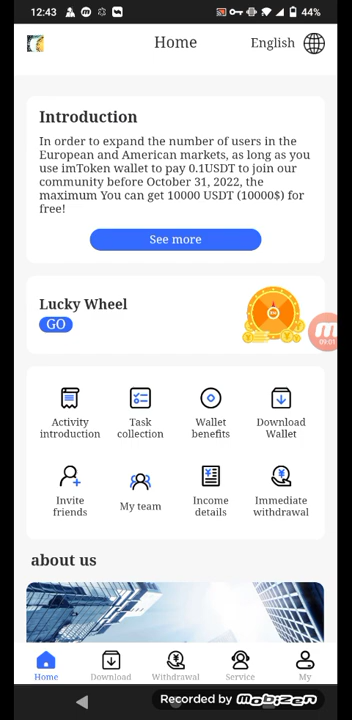 12:43
44%
Home
English
Introduction
In order to expand the number of users in the
European and American markets, as long as you
use imToken wallet to pay 0.1USDT to join our
community before October 31, 2022, the
maximum You can get 10000 USDT (10000$) for
free!
See more
Lucky Wheel
GO
09:01
Activity
introduction
Task
collection
Wallet
benefits
Download
Wallet
Invite
friends
My team
Income
details
Immediate
withdrawal
about us
Home
Download
Withdrawal
Service
My
Recorded by MOBIZEN